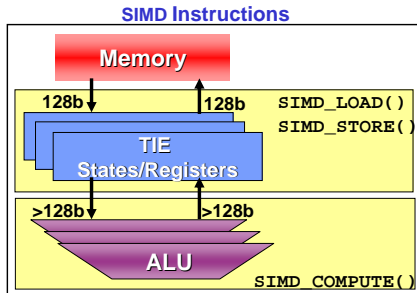 SIMD Instructions
Memory
128b
128b
SIMD_LOAD()
SIMD_STORE()
TIE
States/Registers
>128b
>128b
ALU
SIMD_COMPUTE()